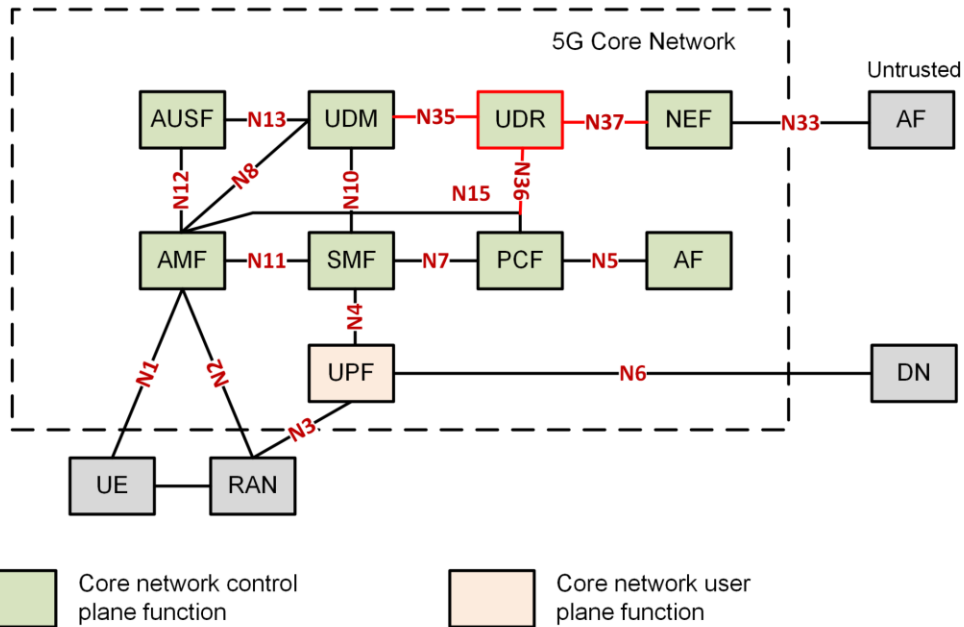 5G Core Network
Untrusted
AUSF
N13
UDM
N35
UDR
N37
NEF
N33
AF
N12
N8
N10
N15
N36
AMF
N11
SMF
N7
PCF
N5
AF
N1
N2
N4
UPF
N6
DN
N3
UE
RAN
Core network control
plane function
Core network user
plane function